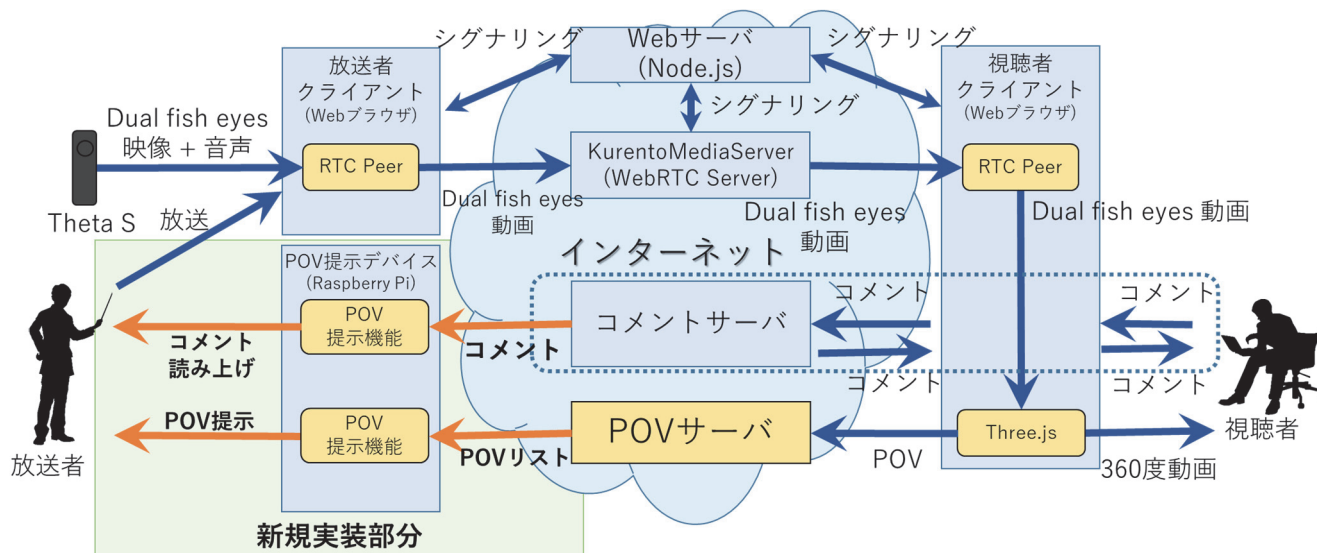 シグナリング
Webサーバ
(Node.js)
シグナリング
放送者
クライアント
(Webブラウザ)
視聴者
クライアント
(Webブラウザ)
シグナリング
Dual fish eyes
映像 + 音声
RTC Peer
KurentoMediaServer
(WebRTC Server)
RTC Peer
Theta S
放送
Dual fish eyes
動画
Dual fish eyes
動画
Dual fish eyes 動画
インターネット
POV提示デバイス
(Raspberry Pi)
POV
提示機能
コメント
読み上げ
コメント
コメントサーバ
コメント
コメント
コメント
コメント
POV提示
POV
提示機能
POVリスト
POVサーバ
POV
Three.js
360度動画
放送者
視聴者
新規実装部分